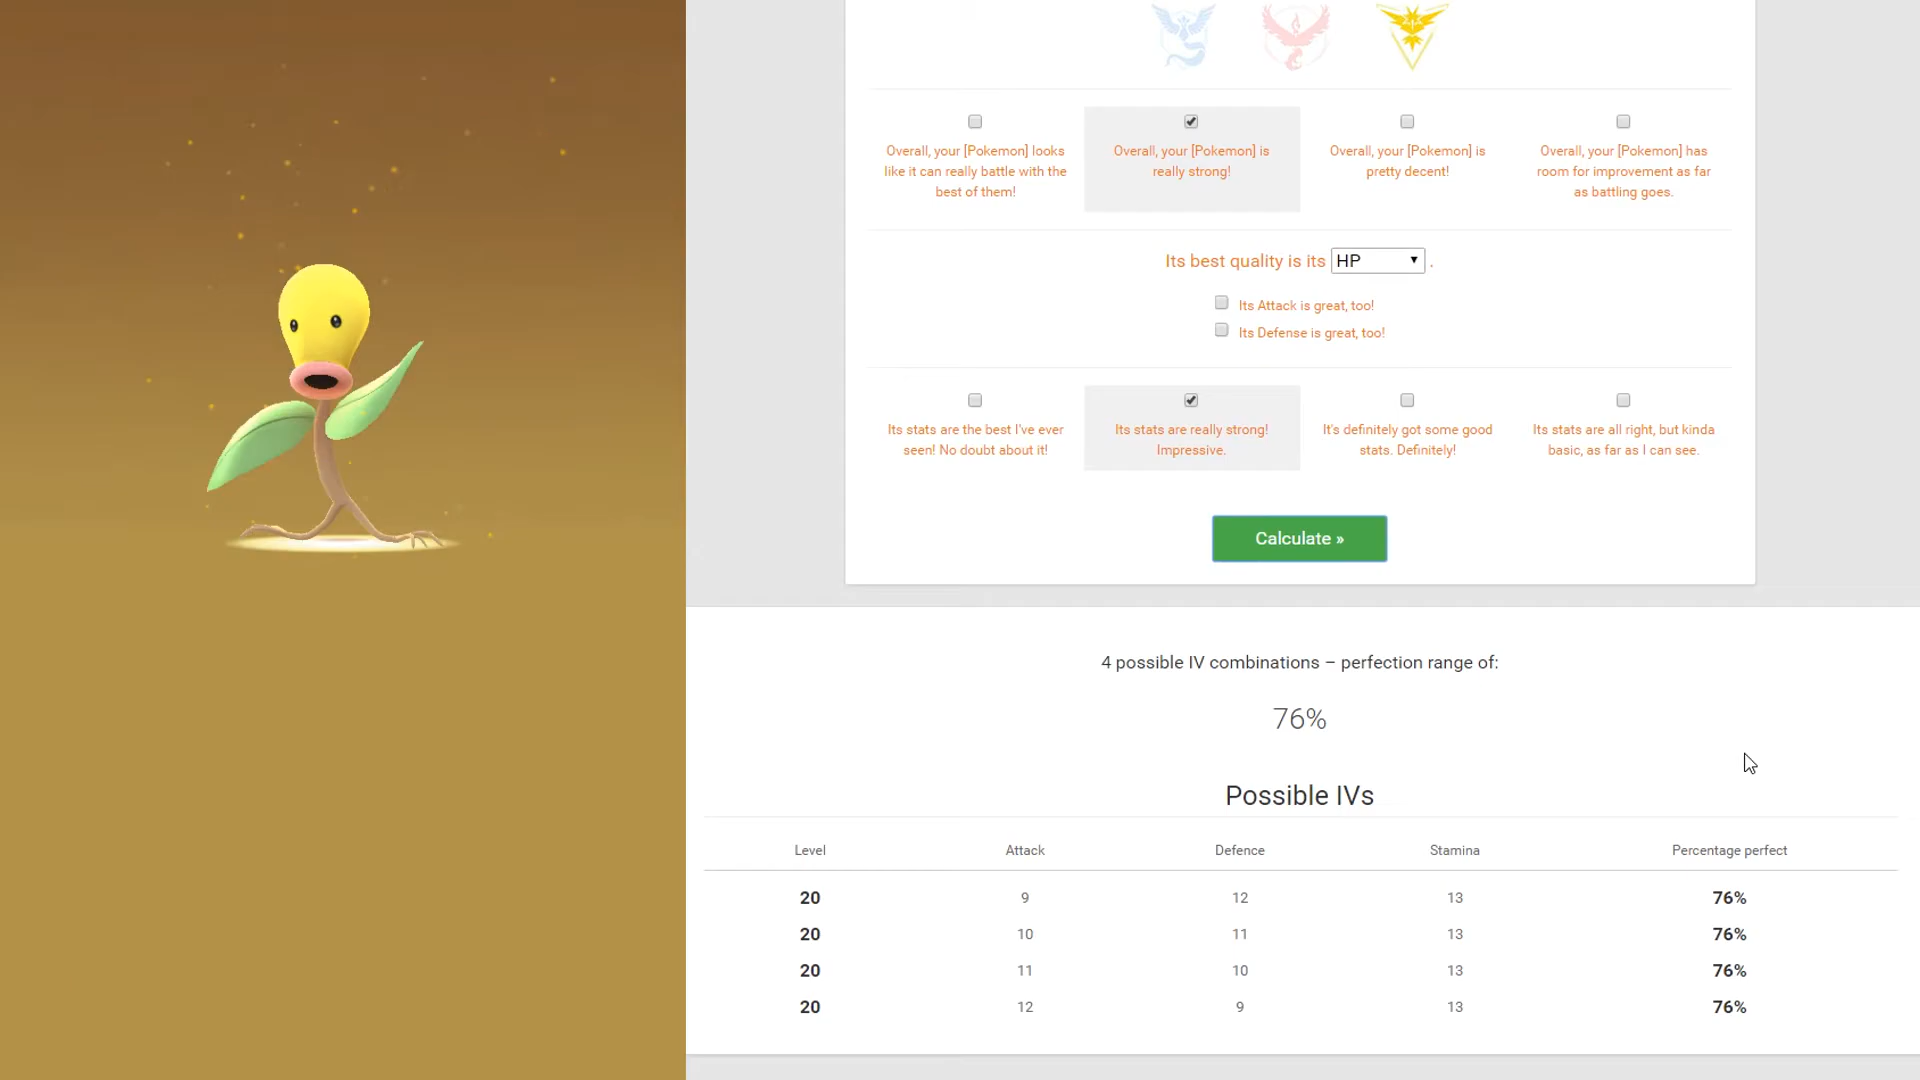 Overall, your [Pokemon] looks
like it can really battle with the
best of them!
Overall, your [Pokemon] is
really strong!
Overall, your [Pokemon] is
pretty decent!
Overall, your [Pokemon] has
room for improvement as far
as battling goes.
Its best quality is its HP .
Its Attack is great, too!
Its Defense is great, too!
Its stats are the best I've ever
seen! No doubt about it!
Its stats are really strong!
Impressive.
It's definitely got some good
stats. Definitely!
Its stats are all right, but kinda
basic, as far as I can see.
Calculate »
4 possible IV combinations – perfection range of:
76%
Possible IVs
Level Attack Defence Stamina Percentage perfect
20 9 12 13 76%
20 10 11 13 76%
20 11 10 13 76%
20 12 9 13 76%